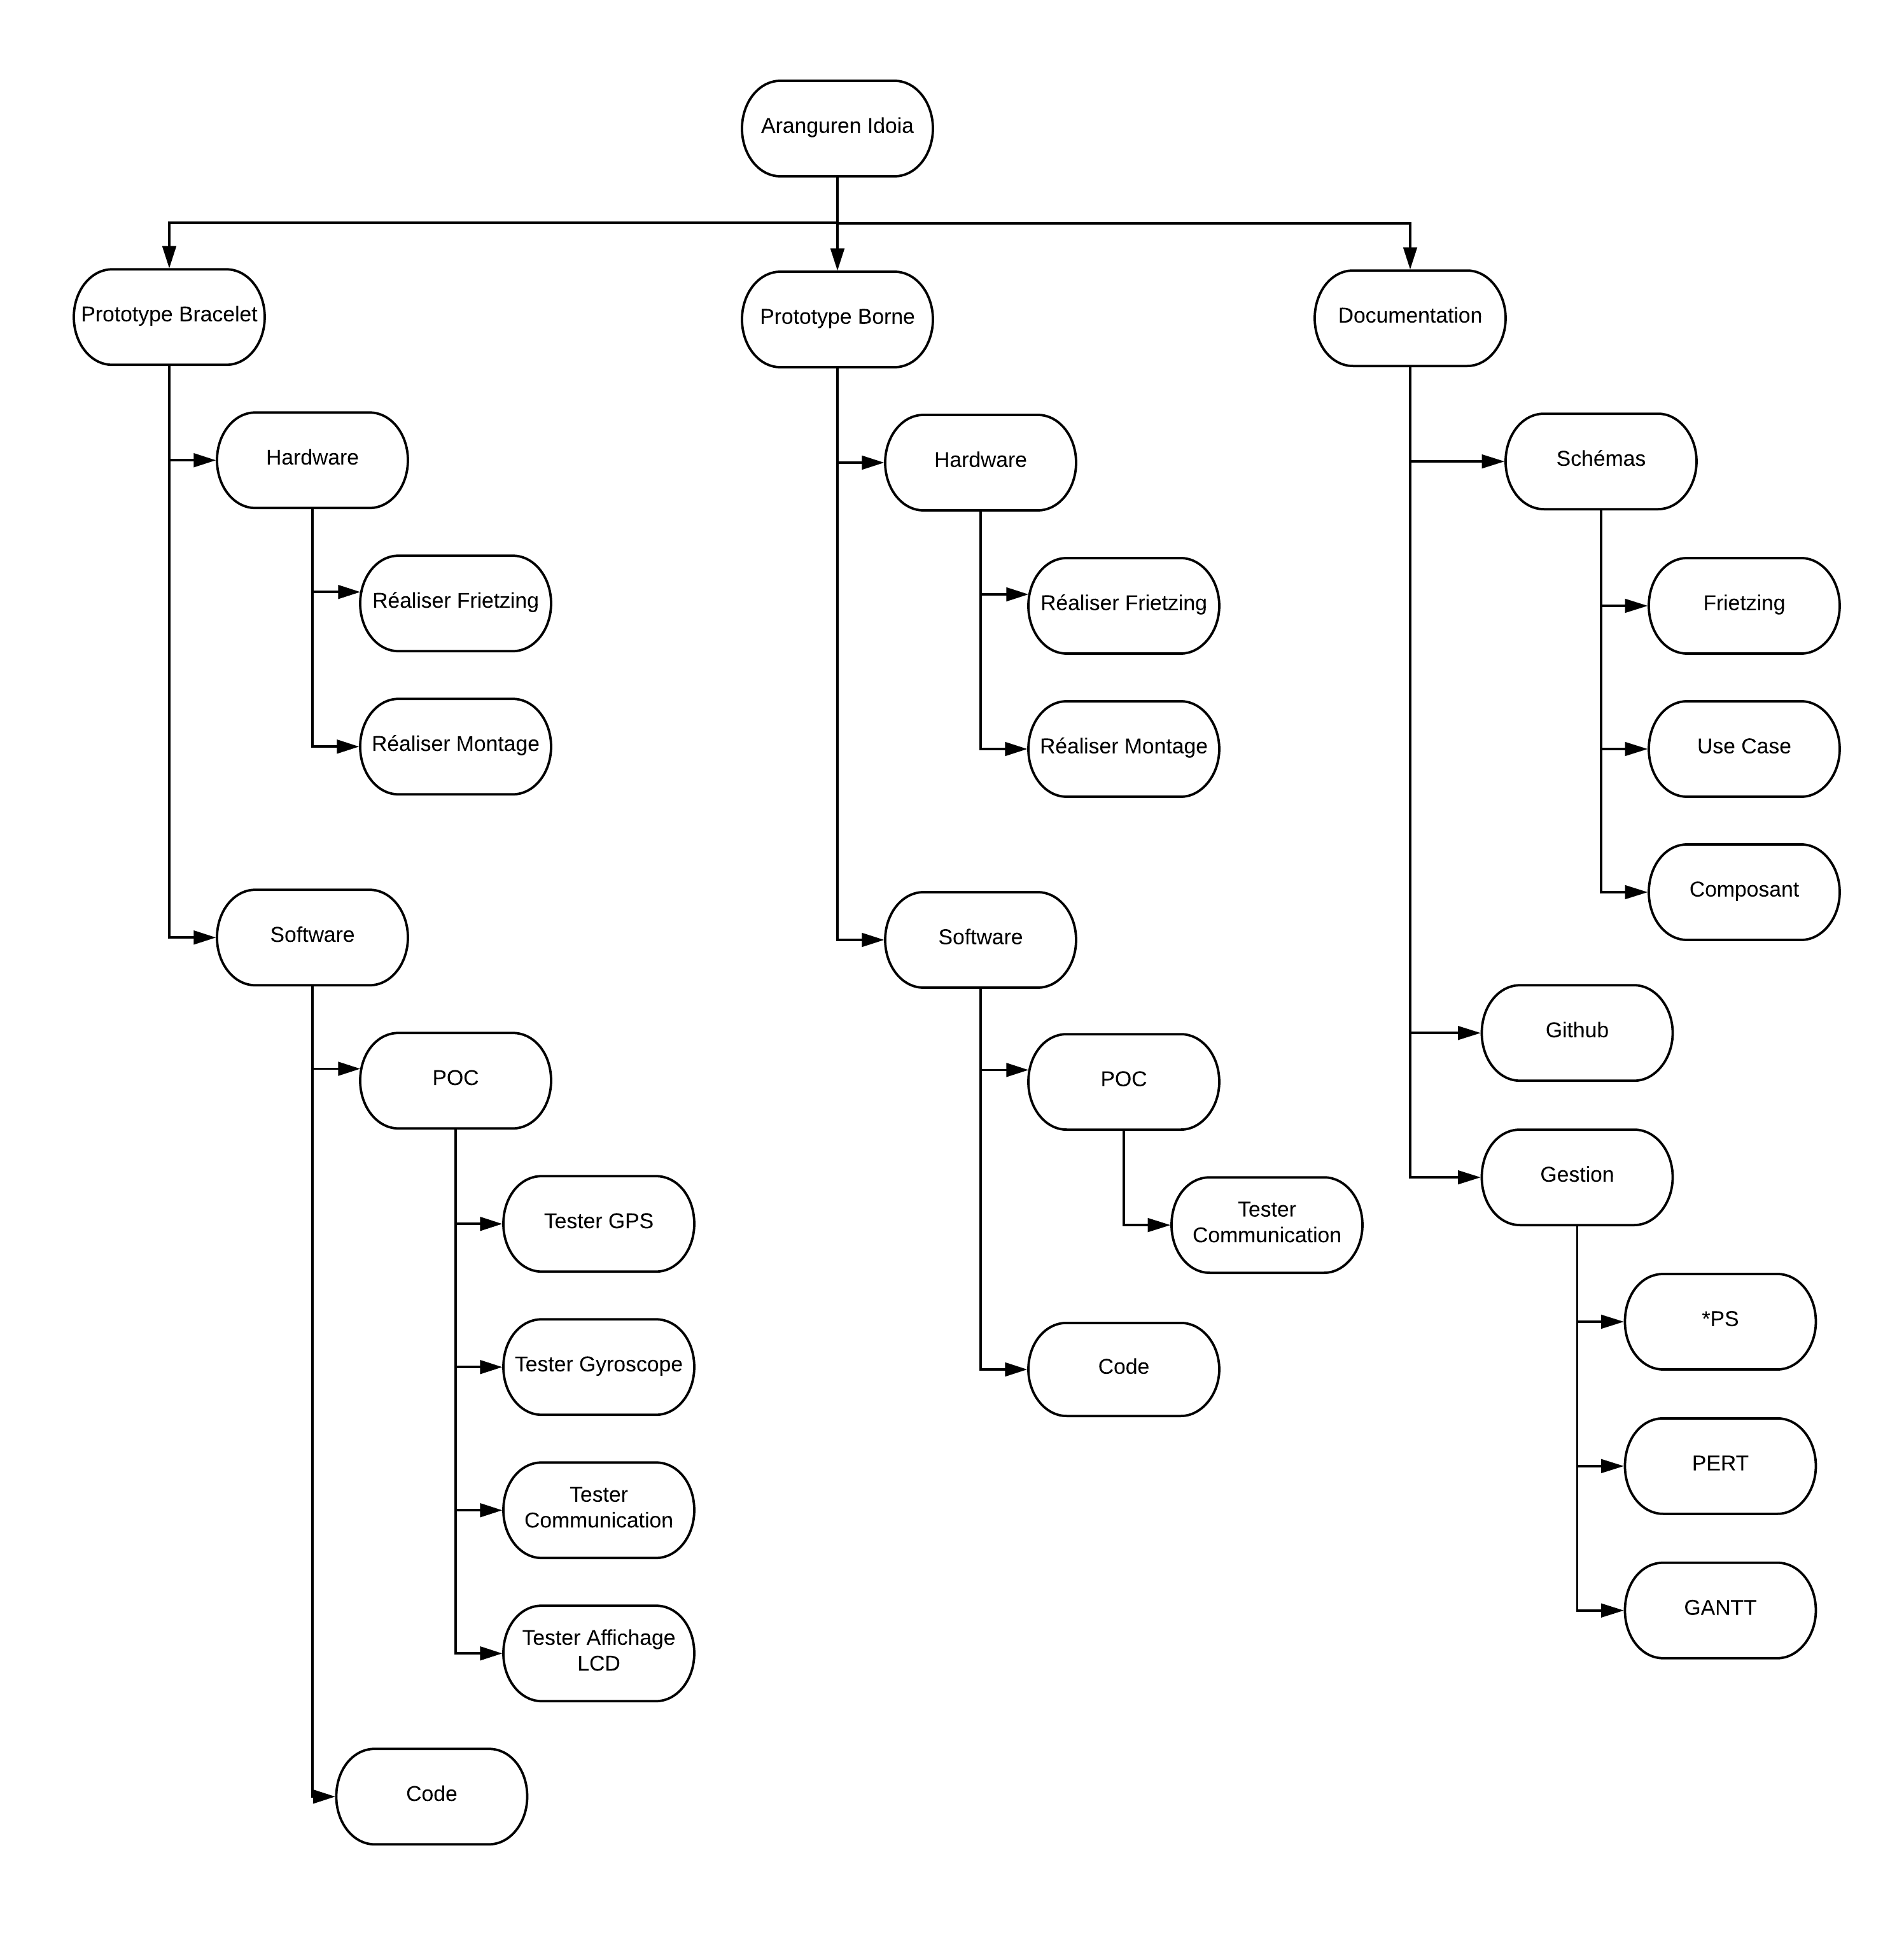 Aranguren Idoia
Prototype Bracelet
Hardware
Réaliser Frietzing
Réaliser Montage
Software
POC
Tester GPS
Tester Gyroscope
Tester
Communication
Tester Affichage
LCD
Code
Prototype Borne
Hardware
Réaliser Frietzing
Réaliser Montage
Software
POC
Tester
Communication
Code
Documentation
Schémas
Frietzing
Use Case
Composant
Github
Gestion
*PS
PERT
GANTT